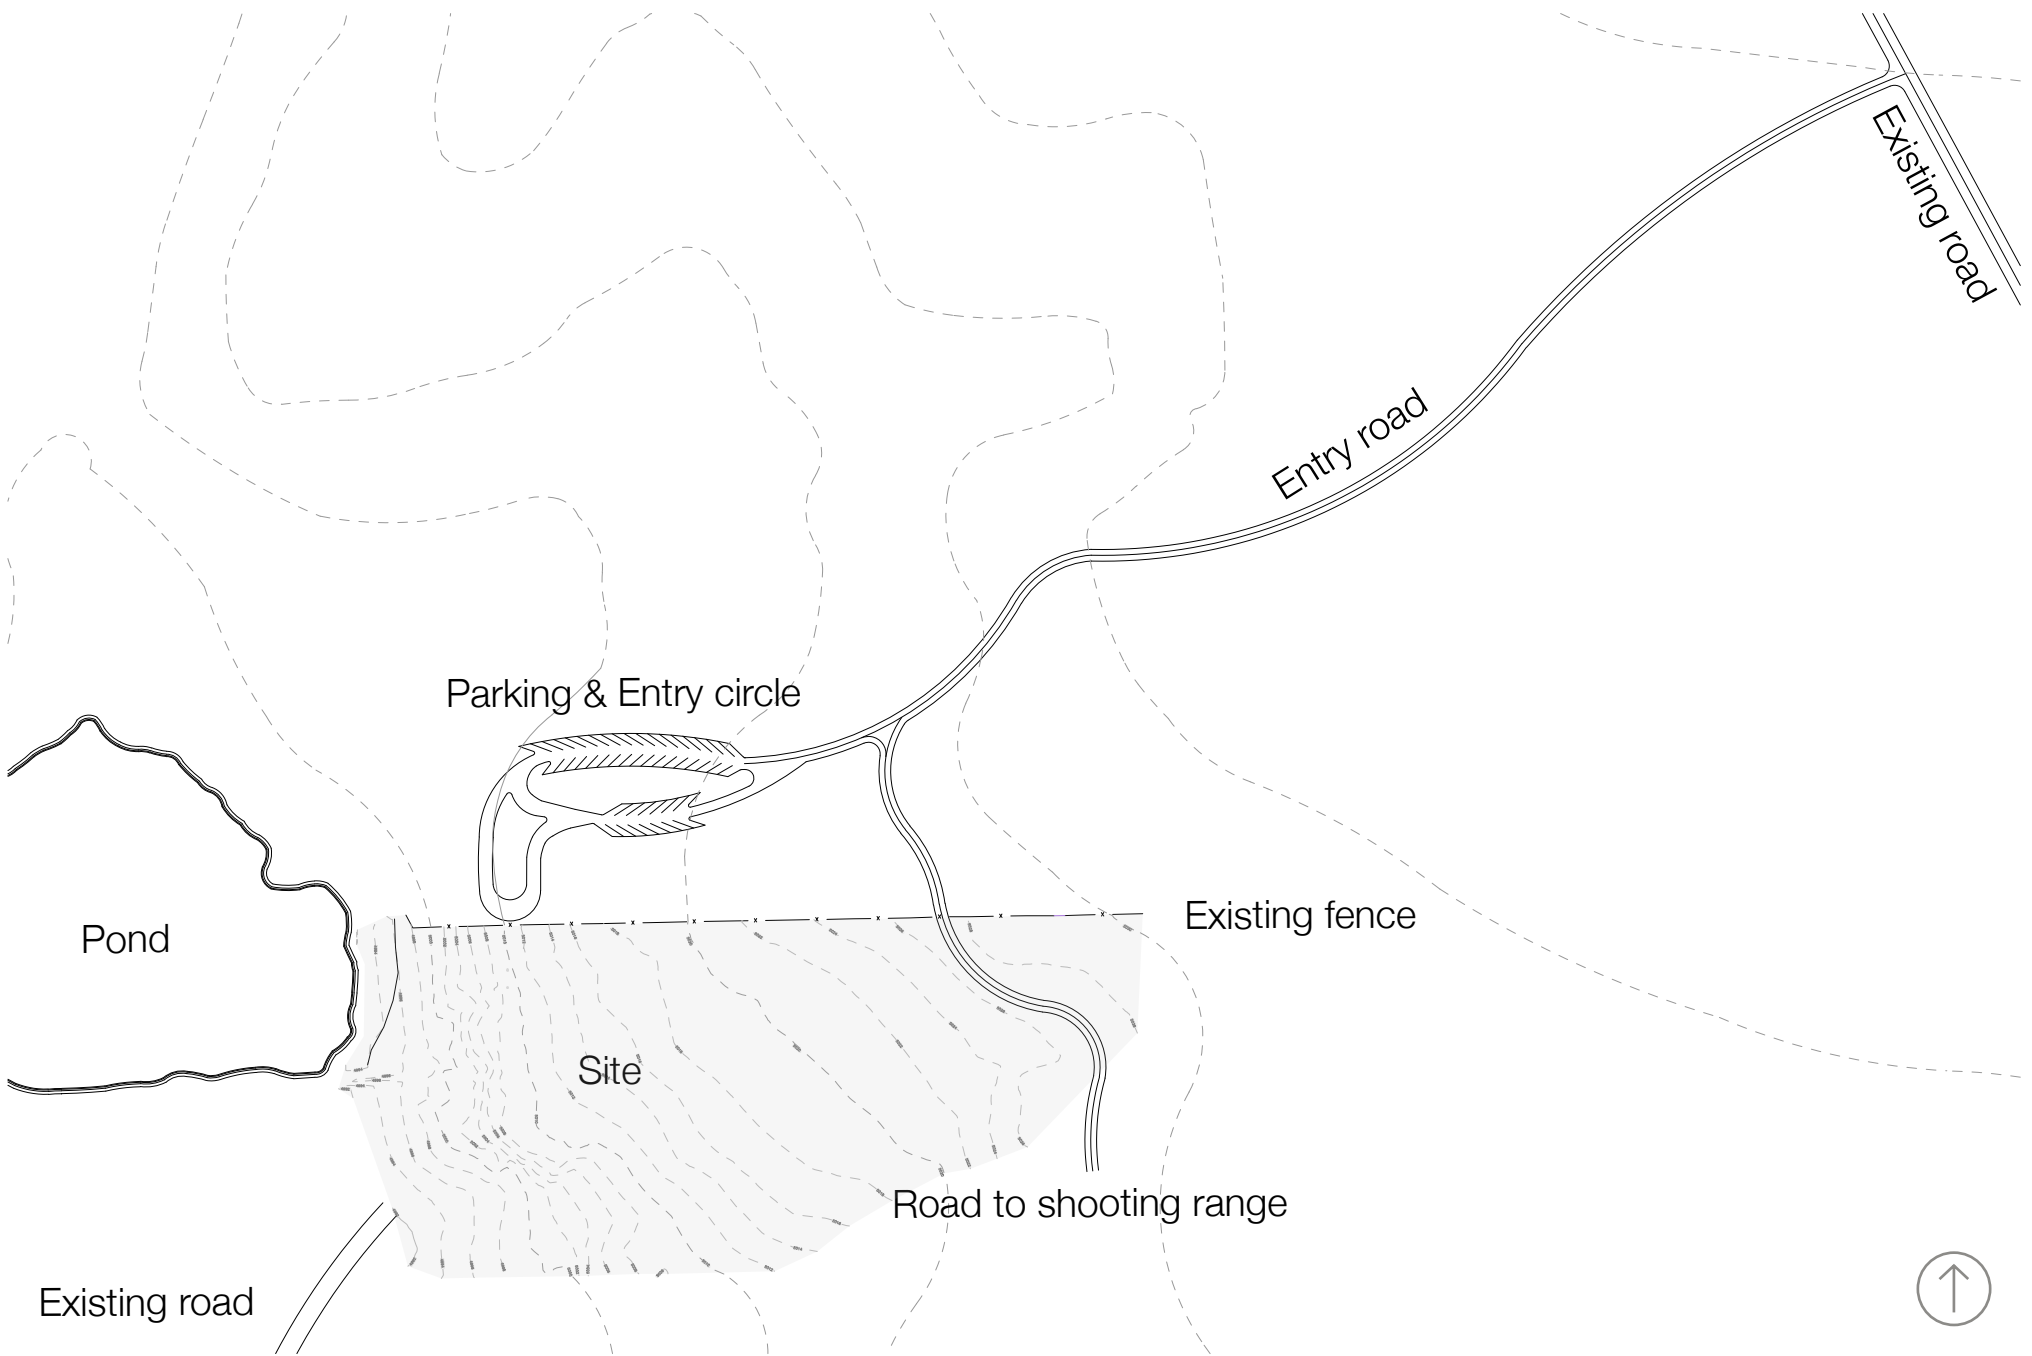 Existing road
Entry road
Parking & Entry circle
Pond
Existing fence
Site
Road to shooting range
Existing road